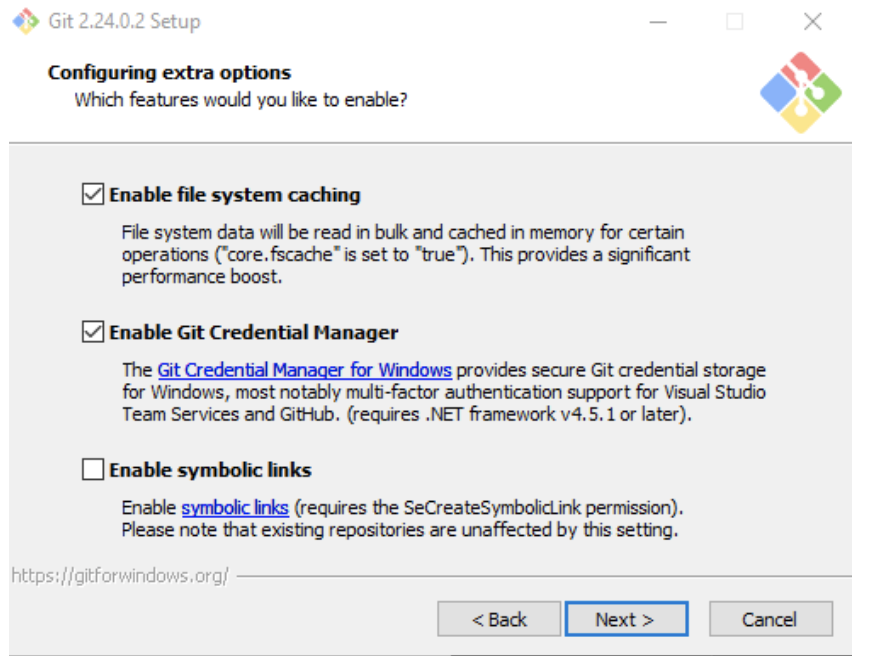 Git 2.24.0.2 Setup
Configuring extra options
Which features would you like to enable?
Enable file system caching
File system data will be read in bulk and cached in memory for certain
operations ("core.fscache" is set to "true"). This provides a significant
performance boost.
Enable Git Credential Manager
The Git Credential Manager for Windows provides secure Git credential storage
for Windows, most notably multi-factor authentication support for Visual Studio
Team Services and GitHub. (requires .NET framework v4.5.1 or later).
Enable symbolic links
Enable symbolic links (requires the SeCreateSymbolicLink permission).
Please note that existing repositories are unaffected by this setting.
https://gitforwindows.org/
< Back Next > Cancel